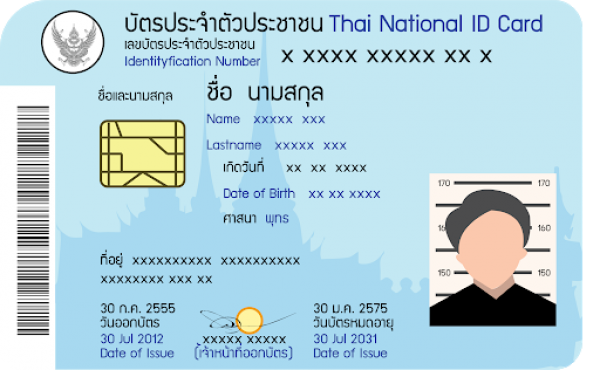 บัตรประจำตัวประชาชน Thai National ID Card
เลขบัตรประจำตัวประชาชน
Identityfication Number x xxxx xxxxx xx x
ชื่อและนามสกุล ชื่อ นามสกุล
Name xxxxx xxx
Lastname xxxxx xxx
เกิดวันที่ xx xx xxxx
Date of Birth xx xx xxxx
ศาสนา พุทร
ที่อยู่ xxxxxxxxxx xxxxxxxxxx
xxxxxxxx xxx xx
170 170
160 160
150 150
30 ก.ค. 2555
วันออกบัตร
30 Jul 2012
Date of Issue
xxxxx xxxxx
(เจ้าหน้าที่ออกบัตร)
30 ม.ค. 2575
วันบัตรหมดอายุ
30 Jul 2031
Date of Issue